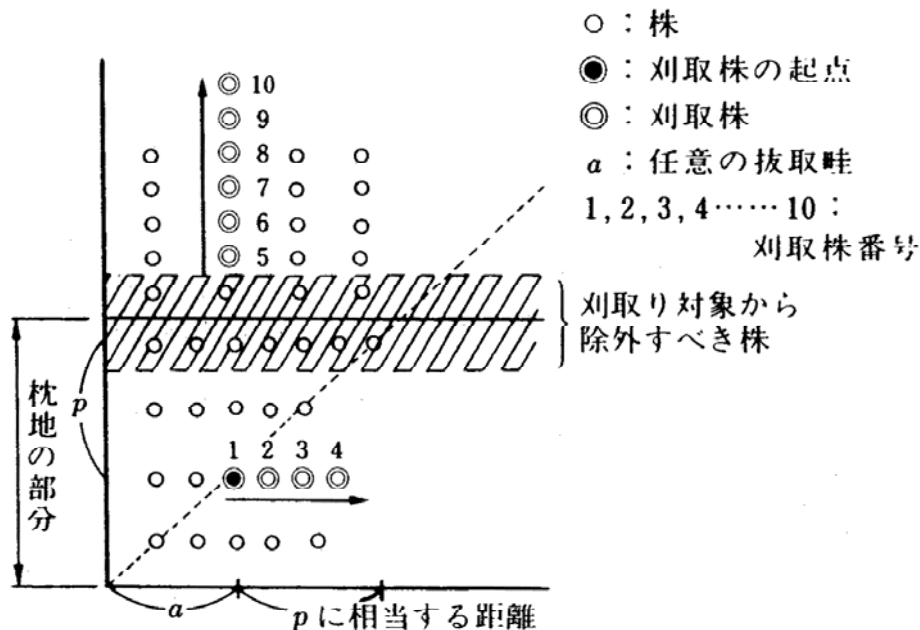 ○：株
◉：刈取株の起点
◎：刈取株
a：任意の抜取畦
1,2,3,4……10：
刈取株番号
10
9
8
7
6
5
刈取り対象から
除外すべき株
枕地の部分
p
1 2 3 4
a
pに相当する距離